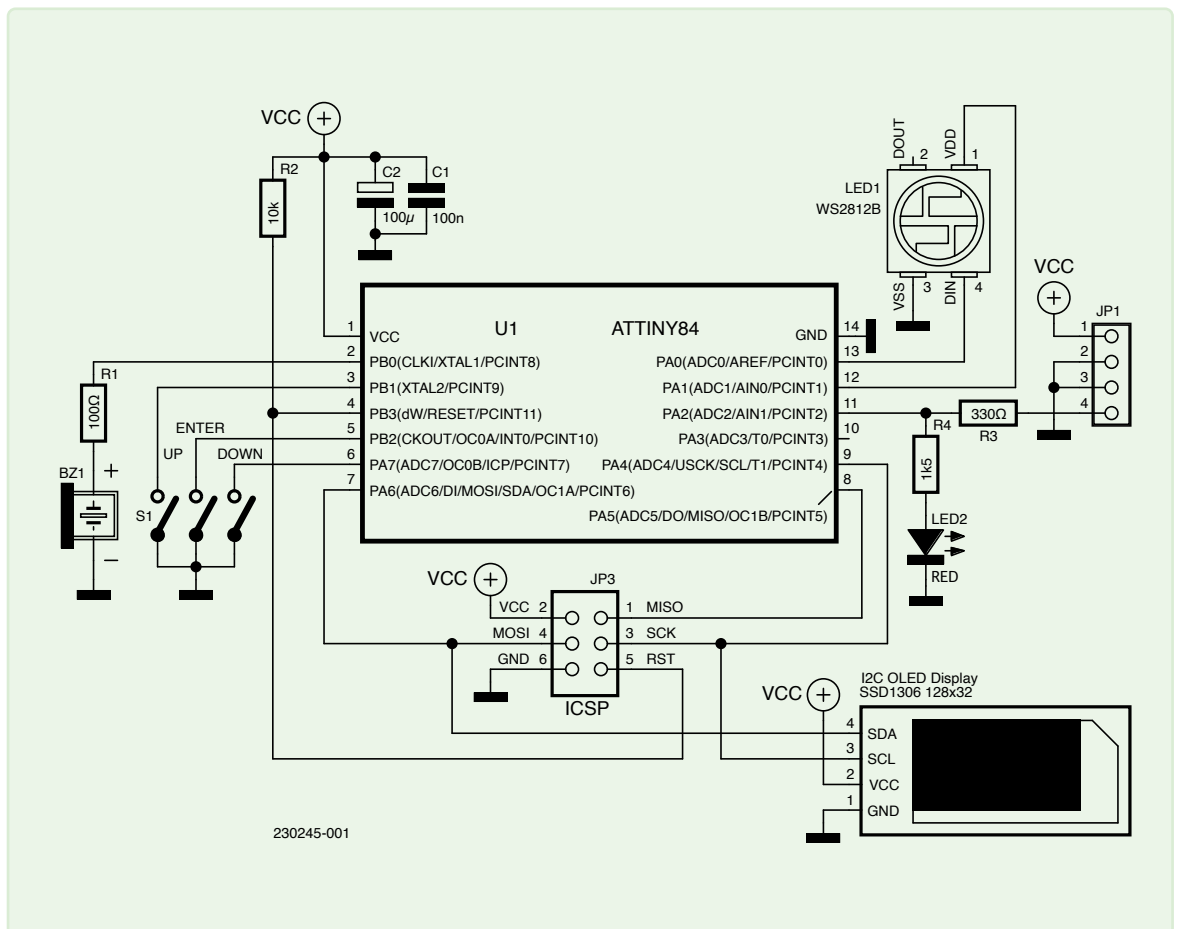 VCC
R2
10k
C2
100µ
C1
100n
DOUT
2
VDD
1
LED1
WS2812B
VSS
3
DIN
4
VCC
JP1
1
2
3
4
U1
ATTINY84
1
VCC
2
PB0(CLKI/XTAL1/PCINT8)
3
PB1(XTAL2/PCINT9)
4
PB3(dW/RESET/PCINT11)
5
PB2(CKOUT/OC0A/INT0/PCINT10)
6
PA7(ADC7/OC0B/ICP/PCINT7)
7
PA6(ADC6/DI/MOSI/SDA/OC1A/PCINT6)
GND
14
PA0(ADC0/AREF/PCINT0)
13
PA1(ADC1/AIN0/PCINT1)
12
PA2(ADC2/AIN1/PCINT2)
11
PA3(ADC3/T0/PCINT3)
10
PA4(ADC4/USCK/SCL/T1/PCINT4)
9
8
PA5(ADC5/DO/MISO/OC1B/PCINT5)
R1
100Ω
ENTER
UP
DOWN
BZ1
+
–
S1
330Ω
R3
R4
1k5
LED2
RED
VCC
JP3
VCC 2
1 MISO
MOSI 4
3 SCK
GND 6
5 RST
ICSP
VCC
I2C OLED Display
SSD1306 128x32
4 SDA
3 SCL
2 VCC
1 GND
230245-001